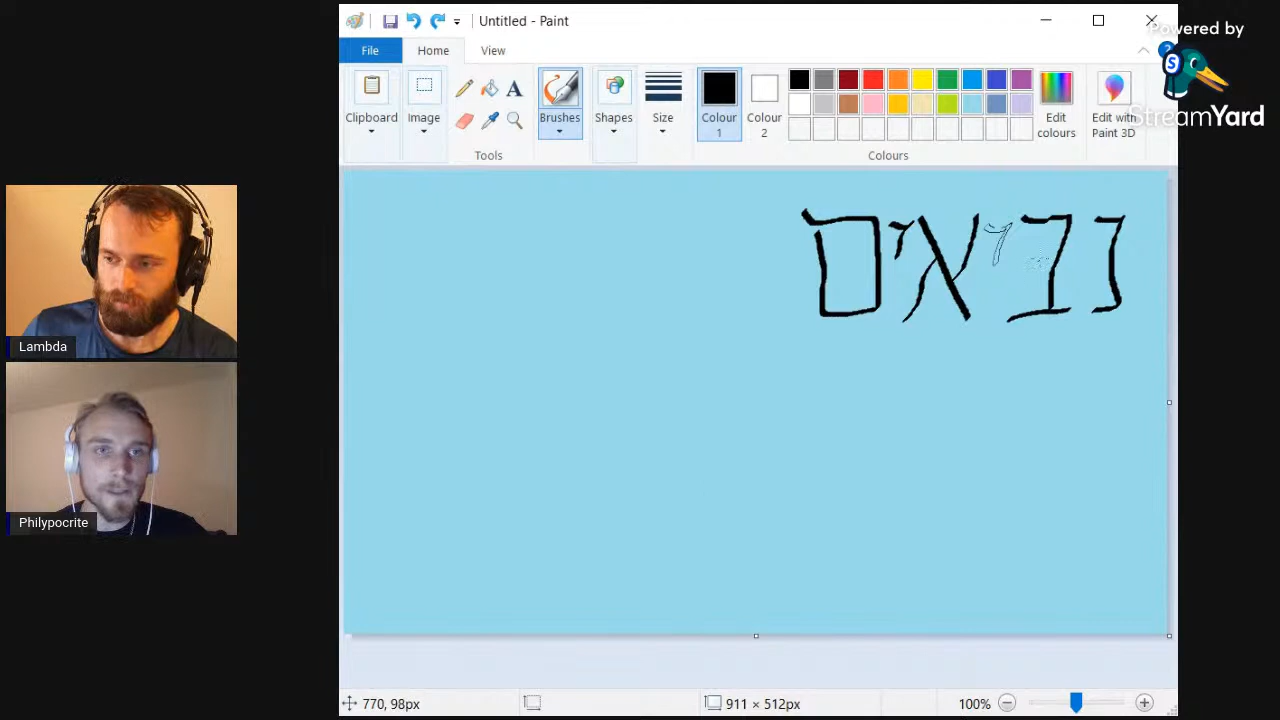 Untitled - Paint
Powered by
File Home View
StreamYard
Clipboard Image Tools Brushes Shapes Size Colour 1 Colour 2 Colours Edit colours Edit with Paint 3D
נבאים
Lambda
Philypocrite
770, 98px 911 × 512px 100%